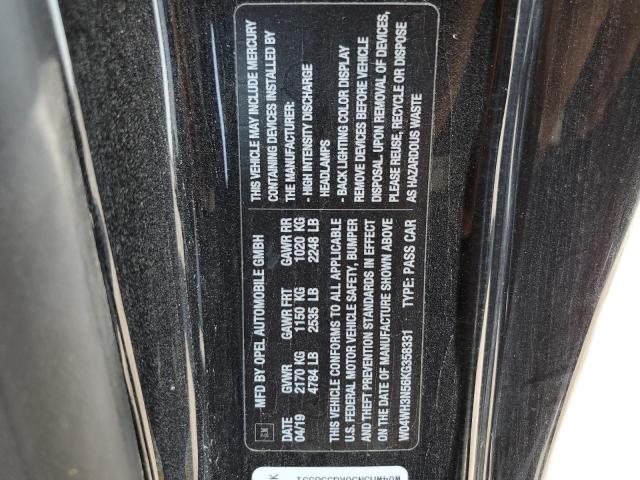 MFD BY OPEL AUTOMOBILE GMBH
DATE GVWR GAWR FRT GAWR RR
04/19 2170 KG 1150 KG 1020 KG
4784 LB 2535 LB 2248 LB
THIS VEHICLE CONFORMS TO ALL APPLICABLE
U.S. FEDERAL MOTOR VEHICLE SAFETY, BUMPER
AND THEFT PREVENTION STANDARDS IN EFFECT
ON THE DATE OF MANUFACTURE SHOWN ABOVE
W04WH3N56KG358331 TYPE: PASS CAR
THIS VEHICLE MAY INCLUDE MERCURY
CONTAINING DEVICES INSTALLED BY
THE MANUFACTURER:
- HIGH INTENSITY DISCHARGE
HEADLAMPS
- BACK LIGHTING COLOR DISPLAY
REMOVE DEVICES BEFORE VEHICLE
DISPOSAL. UPON REMOVAL OF DEVICES,
PLEASE REUSE, RECYCLE OR DISPOSE
AS HAZARDOUS WASTE
K